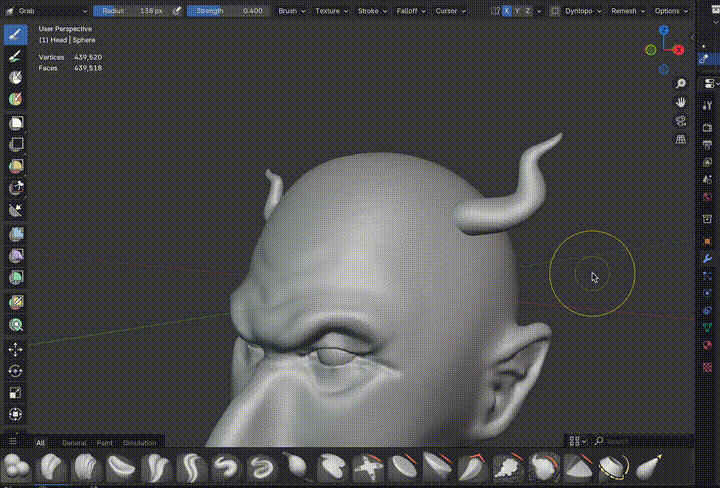 Grab Radius 138 px Strength 0.400 Brush Texture Stroke Falloff Cursor X Y Z Dyntopo Remesh Options
User Perspective
(1) Head | Sphere
Vertices 439,520
Faces 439,518
Z
X
All General Paint Simulation Search